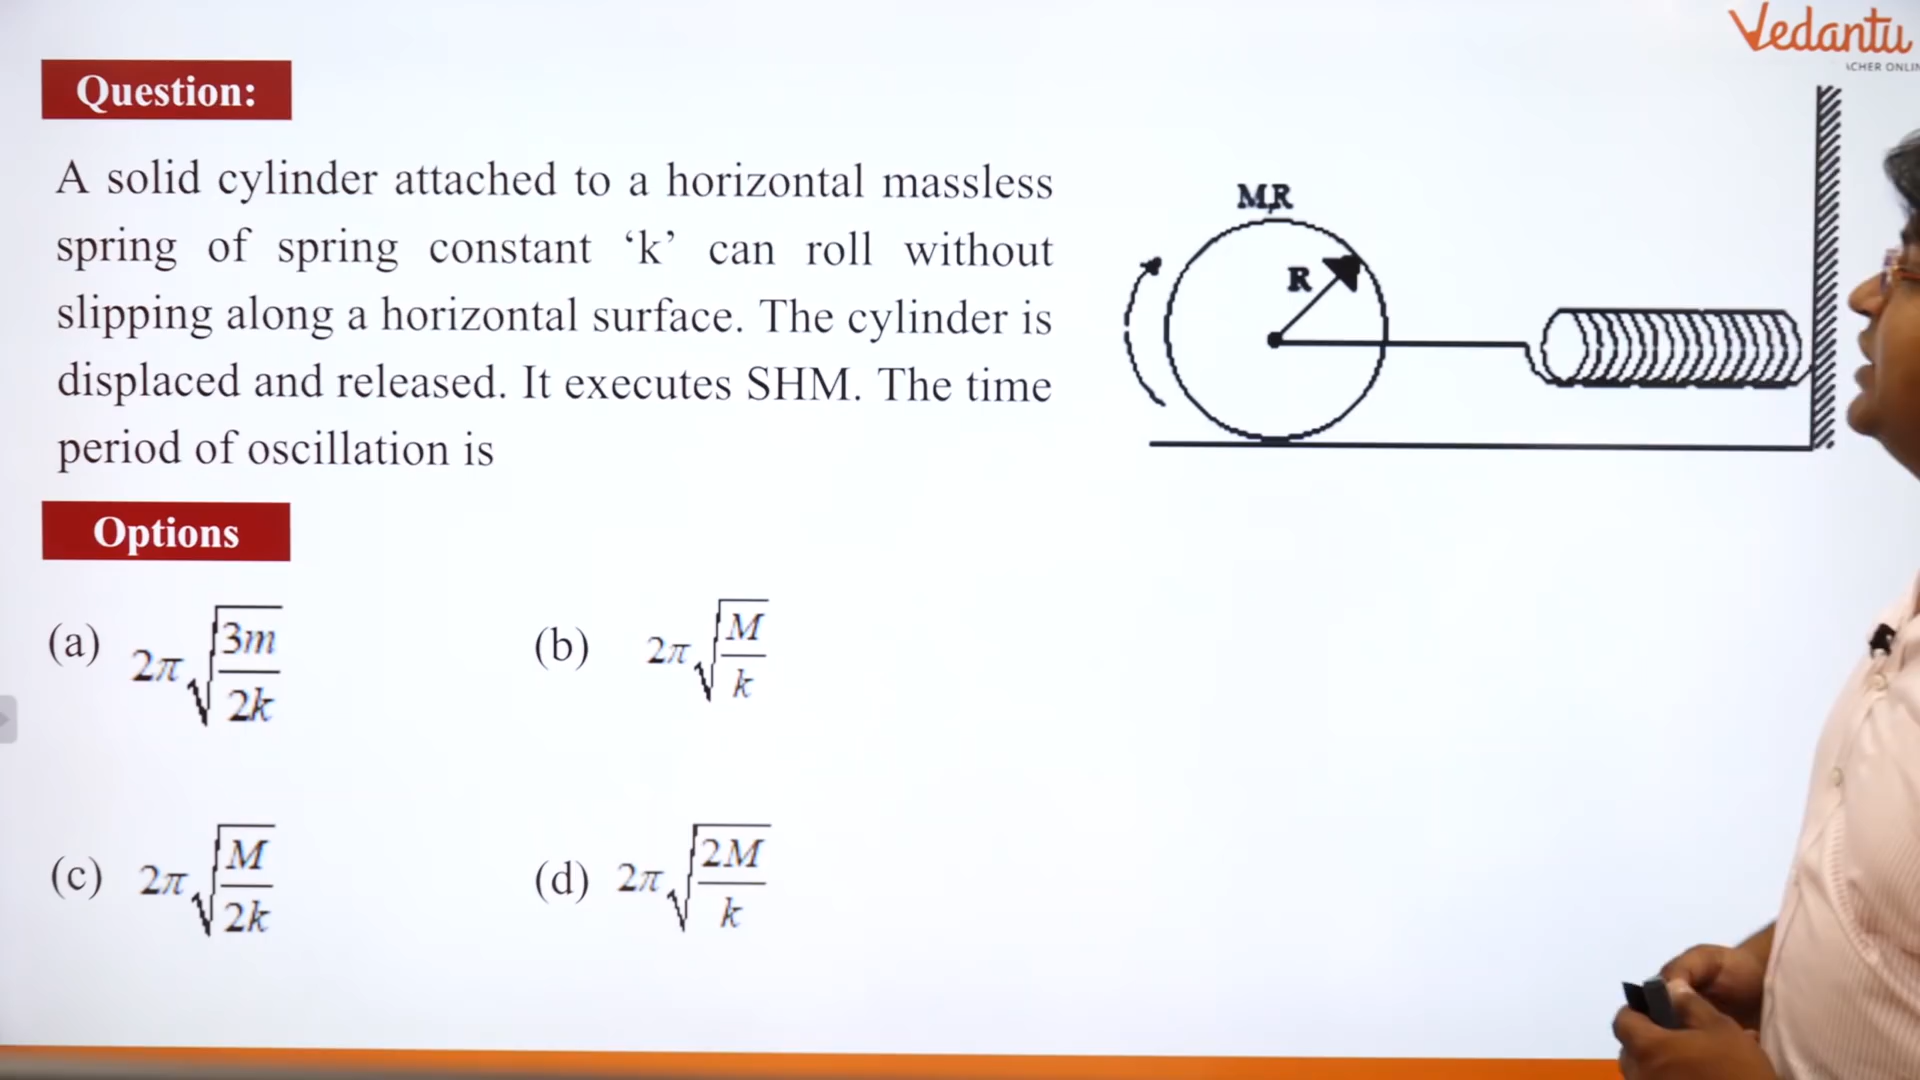 Vedantu
Question:
A solid cylinder attached to a horizontal massless
spring of spring constant ‘k’ can roll without
slipping along a horizontal surface. The cylinder is
displaced and released. It executes SHM. The time
period of oscillation is
M,R
R
Options
(a) 2π√(3m/2k)
(b) 2π√(M/k)
(c) 2π√(M/2k)
(d) 2π√(2M/k)